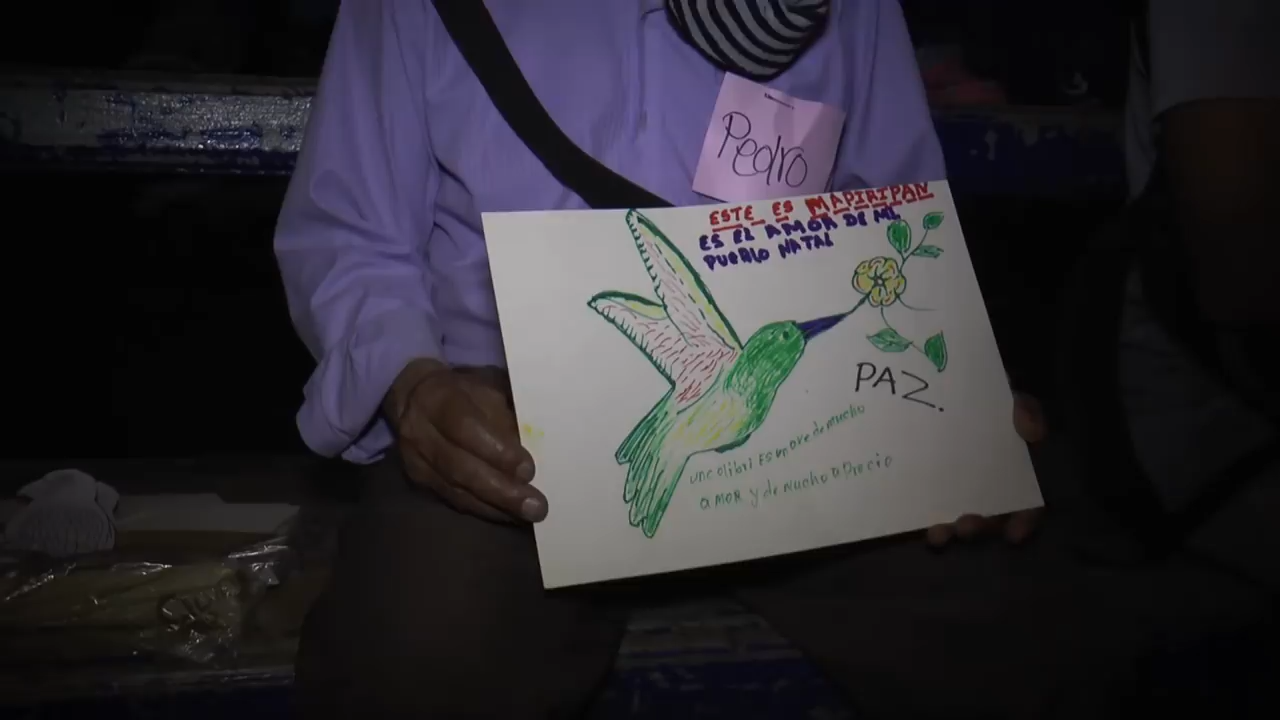 Pedro
ESTE ES MAPIRIPAN
ES EL AMOR DE MI
PUEBLO NATAL
PAZ.
un colibri Es un ave de mucho
a MOR y de mucho aprecio